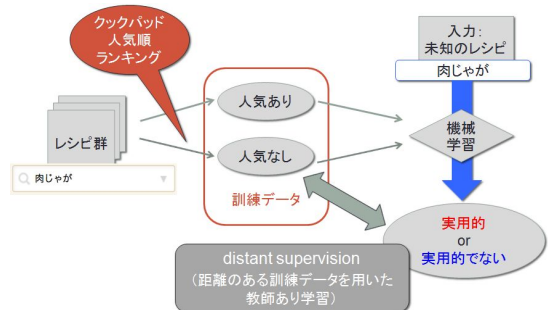 クックパッド
人気順
ランキング
レシピ群
肉じゃが
人気あり
人気なし
訓練データ
入力:
未知のレシピ
肉じゃが
機械
学習
実用的
or
実用的でない
distant supervision
（距離のある訓練データを用いた
教師あり学習）